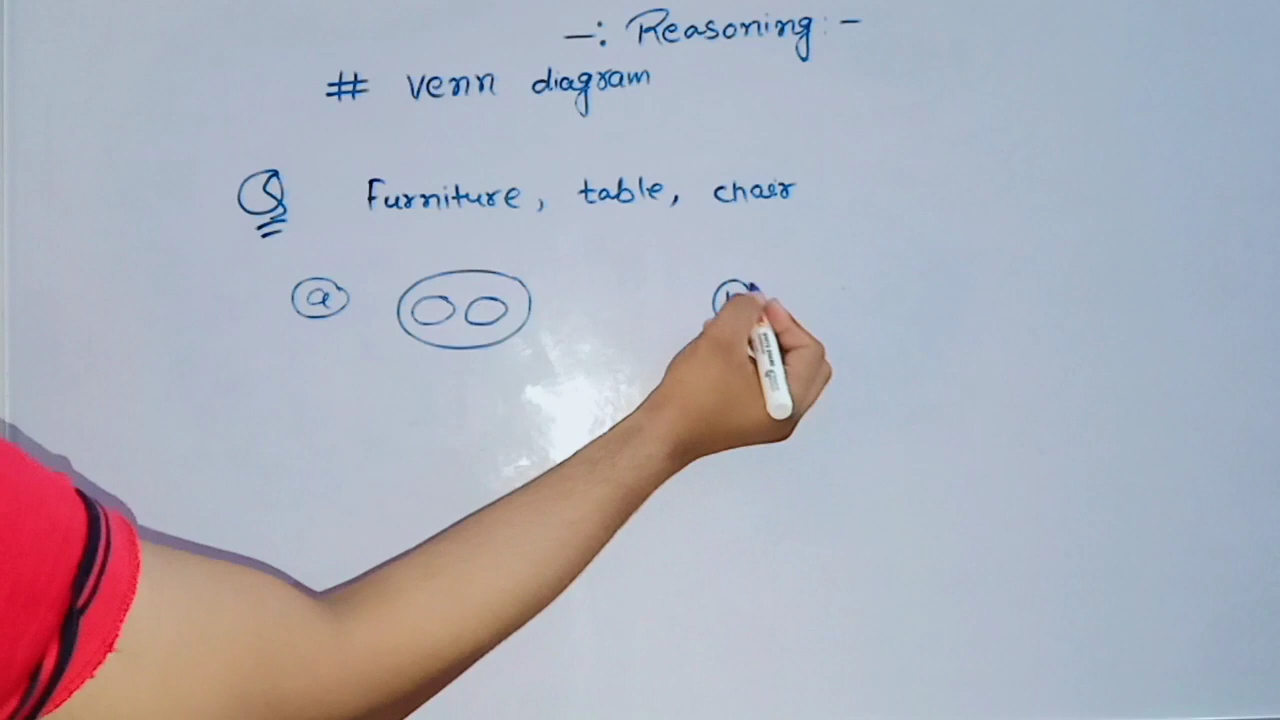 -: Reasoning :-
# venn diagram
Q Furniture, table, chair
a